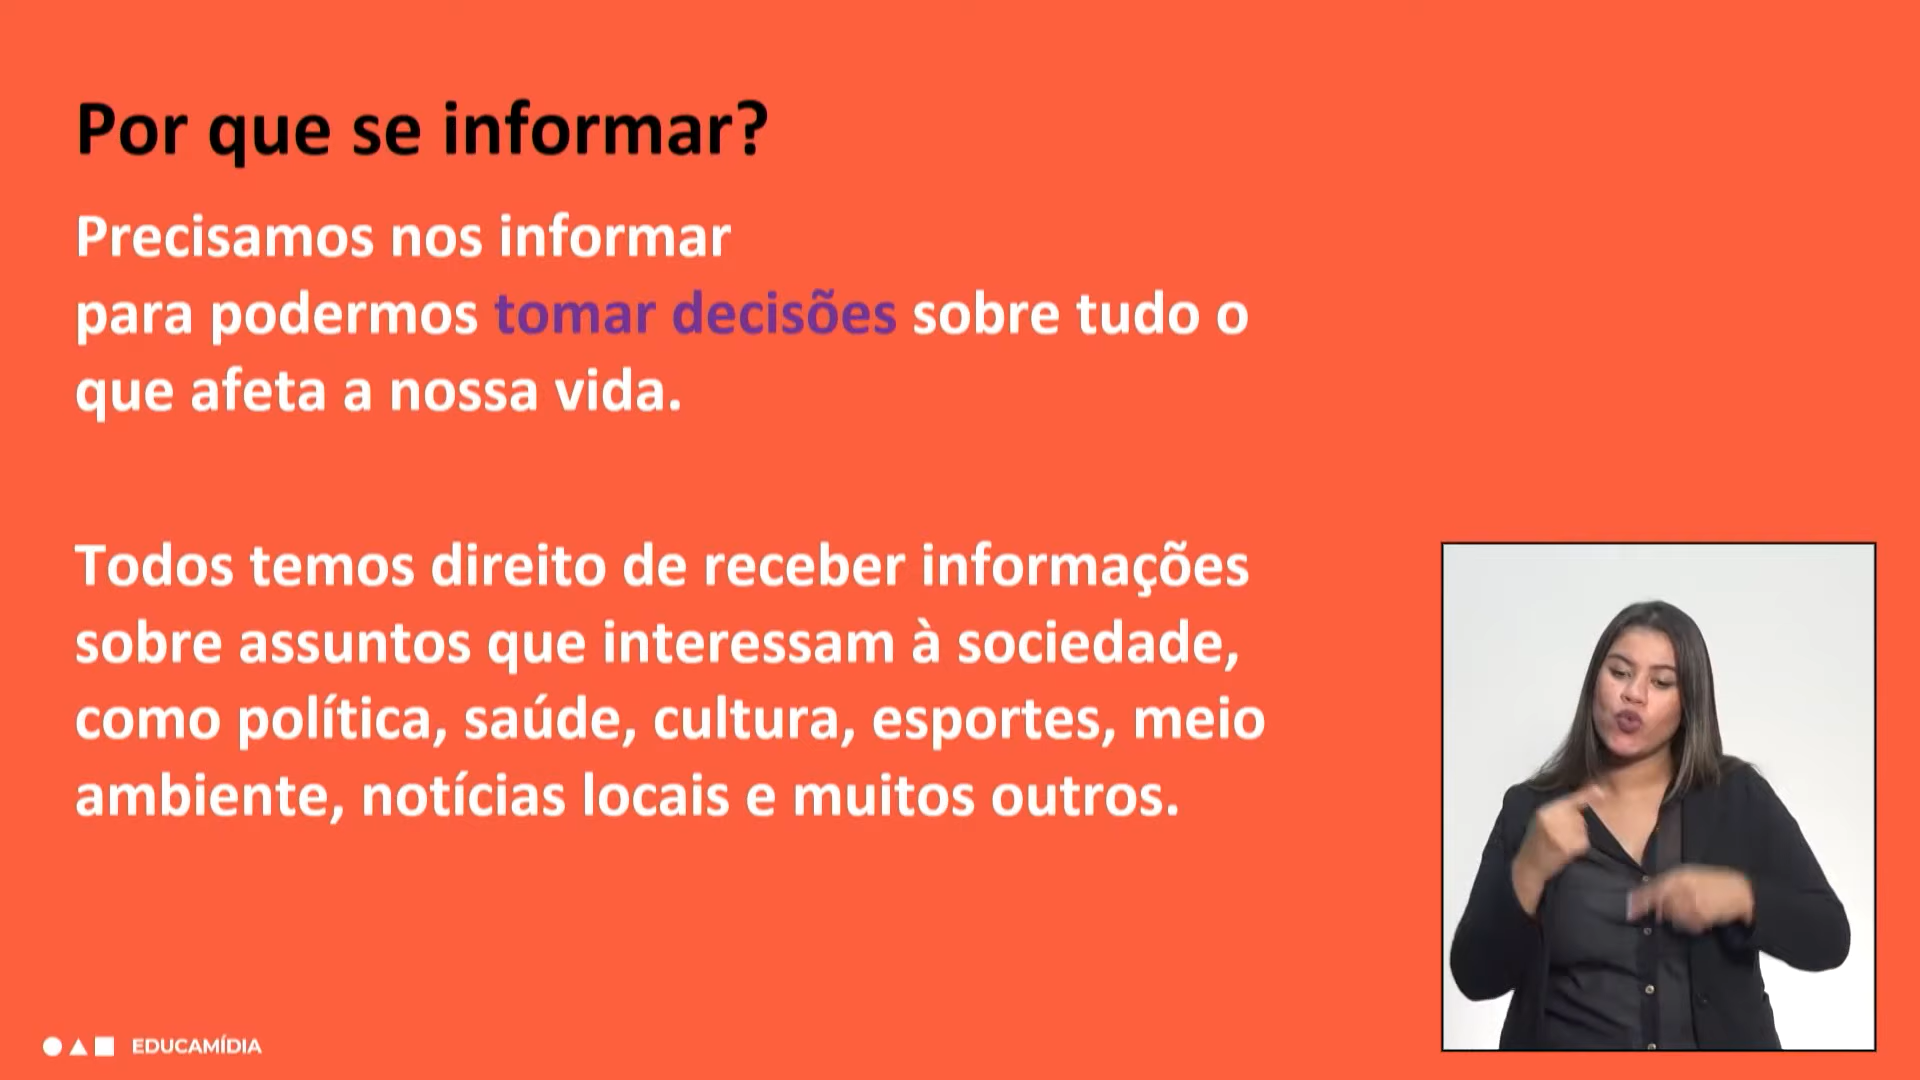 Por que se informar?
Precisamos nos informar
para podermos tomar decisões sobre tudo o
que afeta a nossa vida.
Todos temos direito de receber informações
sobre assuntos que interessam à sociedade,
como política, saúde, cultura, esportes, meio
ambiente, notícias locais e muitos outros.
EDUCAMÍDIA